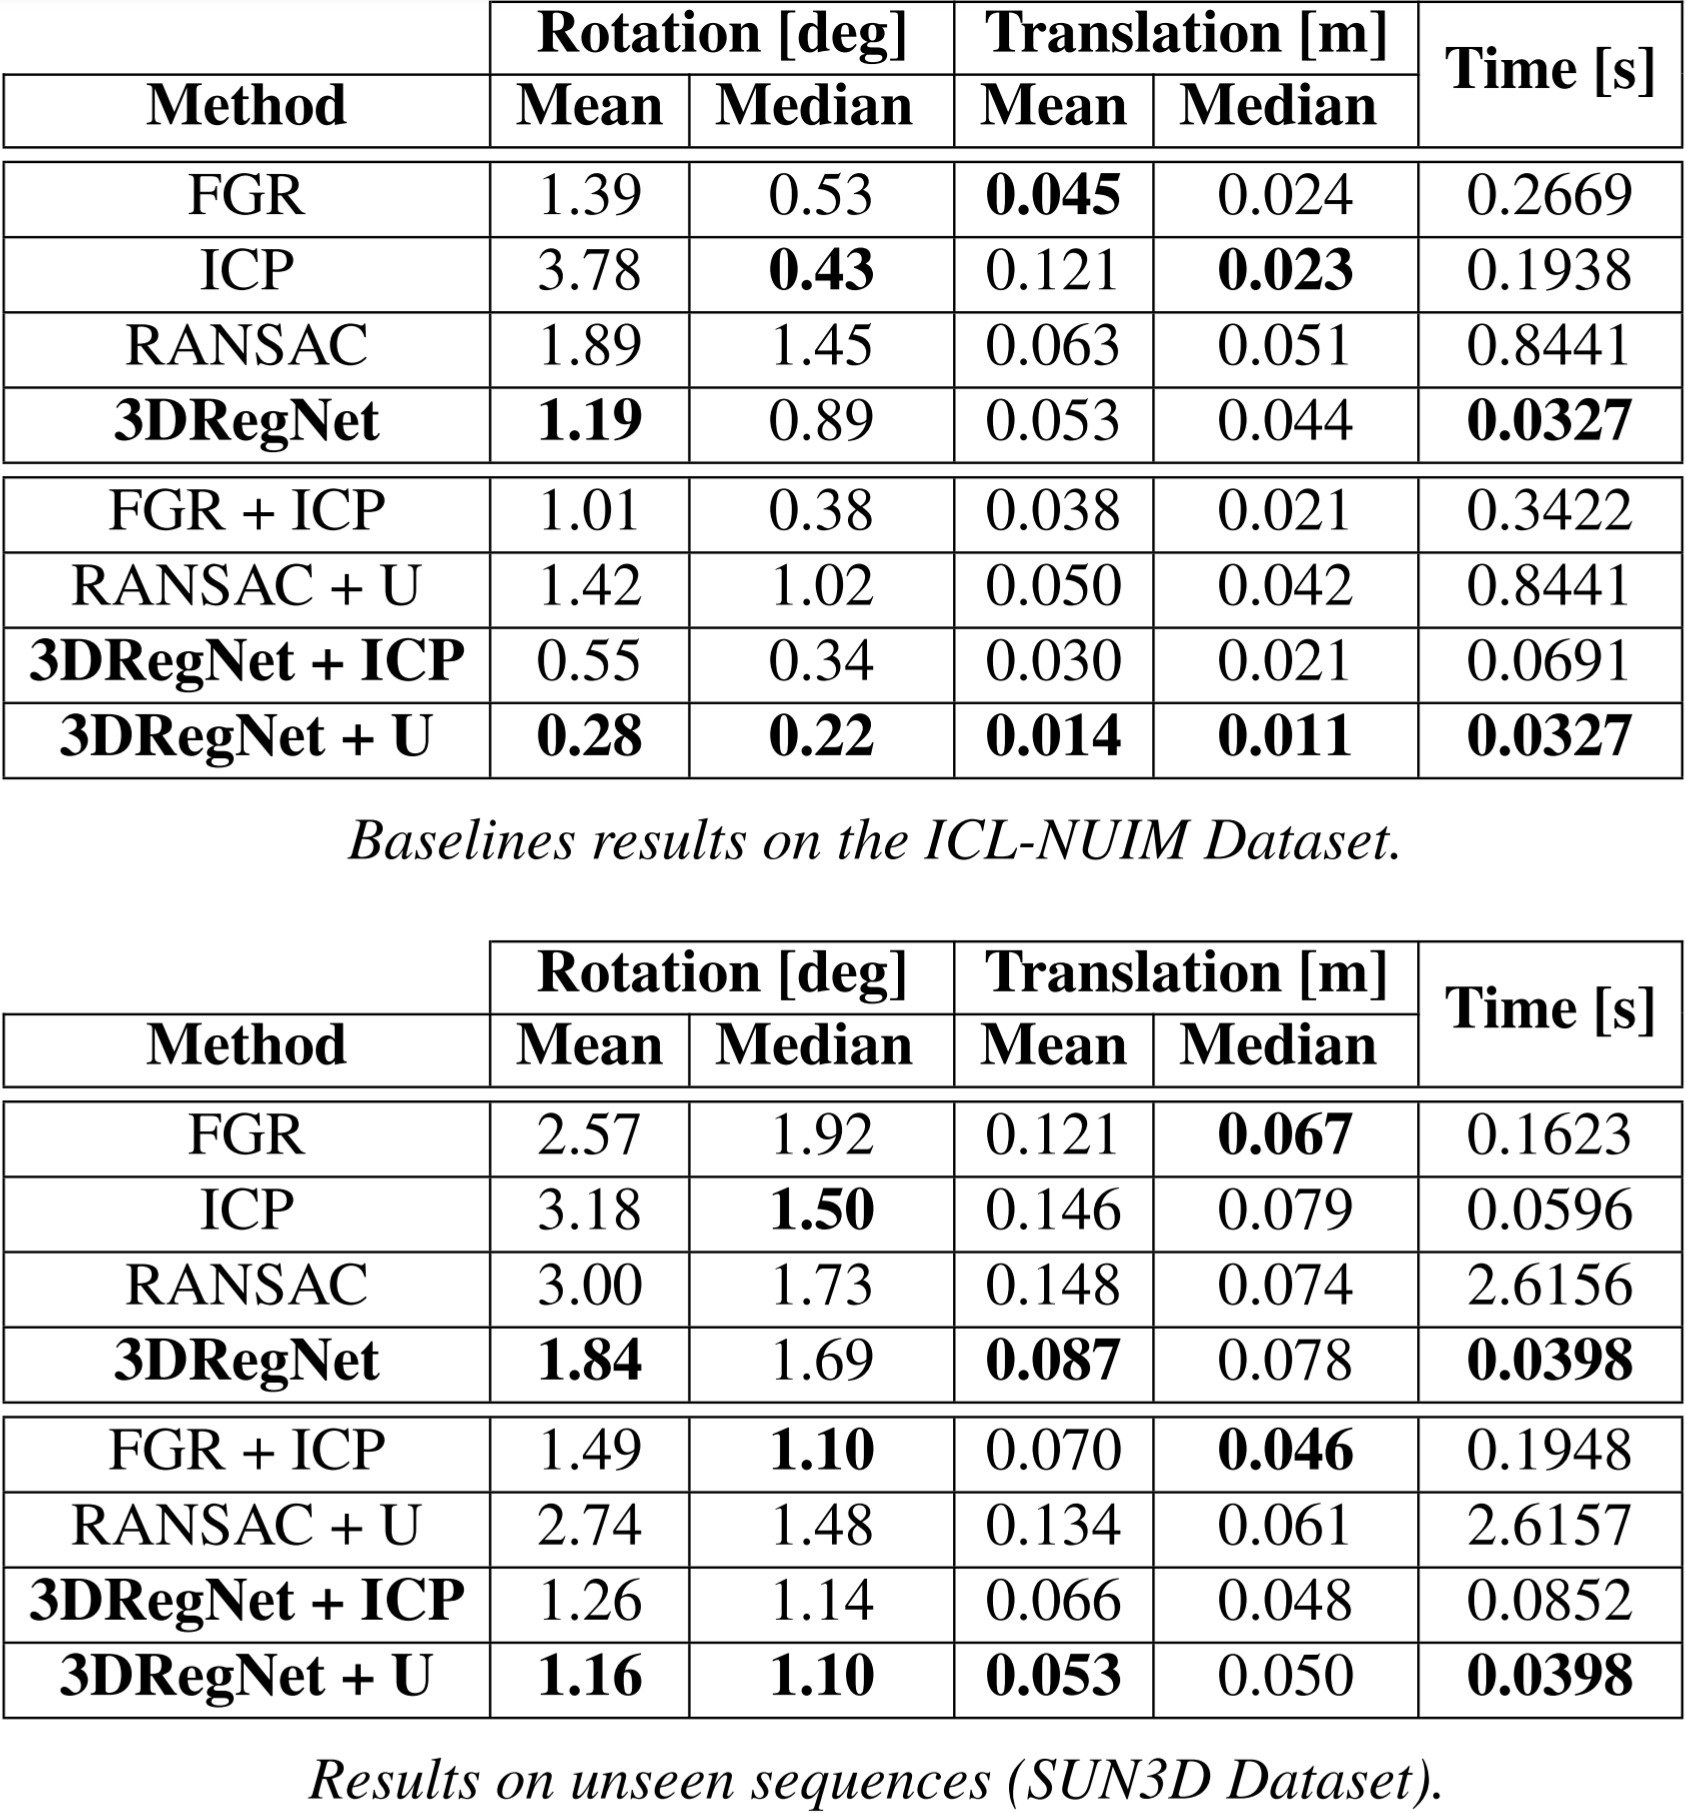 Rotation [deg] Translation [m] Time [s]
Method Mean Median Mean Median
FGR 1.39 0.53 0.045 0.024 0.2669
ICP 3.78 0.43 0.121 0.023 0.1938
RANSAC 1.89 1.45 0.063 0.051 0.8441
3DRegNet 1.19 0.89 0.053 0.044 0.0327
FGR + ICP 1.01 0.38 0.038 0.021 0.3422
RANSAC + U 1.42 1.02 0.050 0.042 0.8441
3DRegNet + ICP 0.55 0.34 0.030 0.021 0.0691
3DRegNet + U 0.28 0.22 0.014 0.011 0.0327
Baselines results on the ICL-NUIM Dataset.
Rotation [deg] Translation [m] Time [s]
Method Mean Median Mean Median
FGR 2.57 1.92 0.121 0.067 0.1623
ICP 3.18 1.50 0.146 0.079 0.0596
RANSAC 3.00 1.73 0.148 0.074 2.6156
3DRegNet 1.84 1.69 0.087 0.078 0.0398
FGR + ICP 1.49 1.10 0.070 0.046 0.1948
RANSAC + U 2.74 1.48 0.134 0.061 2.6157
3DRegNet + ICP 1.26 1.14 0.066 0.048 0.0852
3DRegNet + U 1.16 1.10 0.053 0.050 0.0398
Results on unseen sequences (SUN3D Dataset).